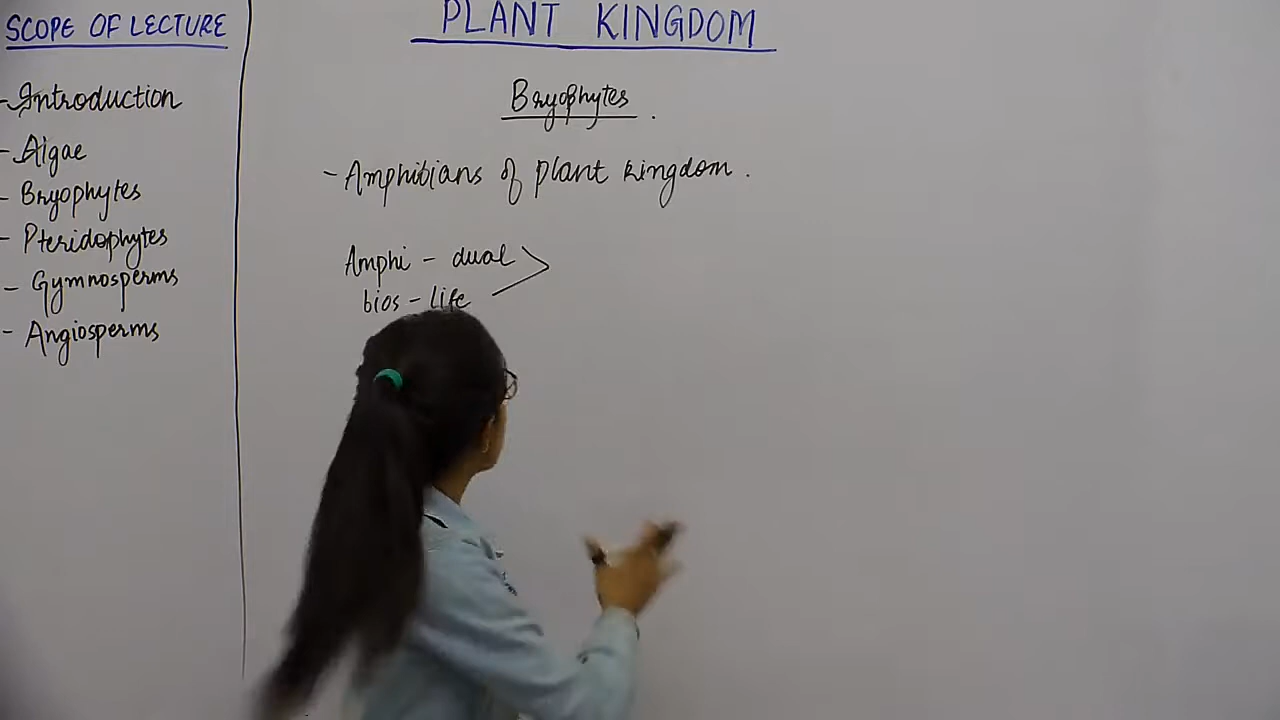 SCOPE OF LECTURE
- Introduction
- Algae
- Bryophytes
- Pteridophytes
- Gymnosperms
- Angiosperms
PLANT KINGDOM
Bryophytes.
- Amphibians of plant kingdom.
Amphi - dual
bios - life